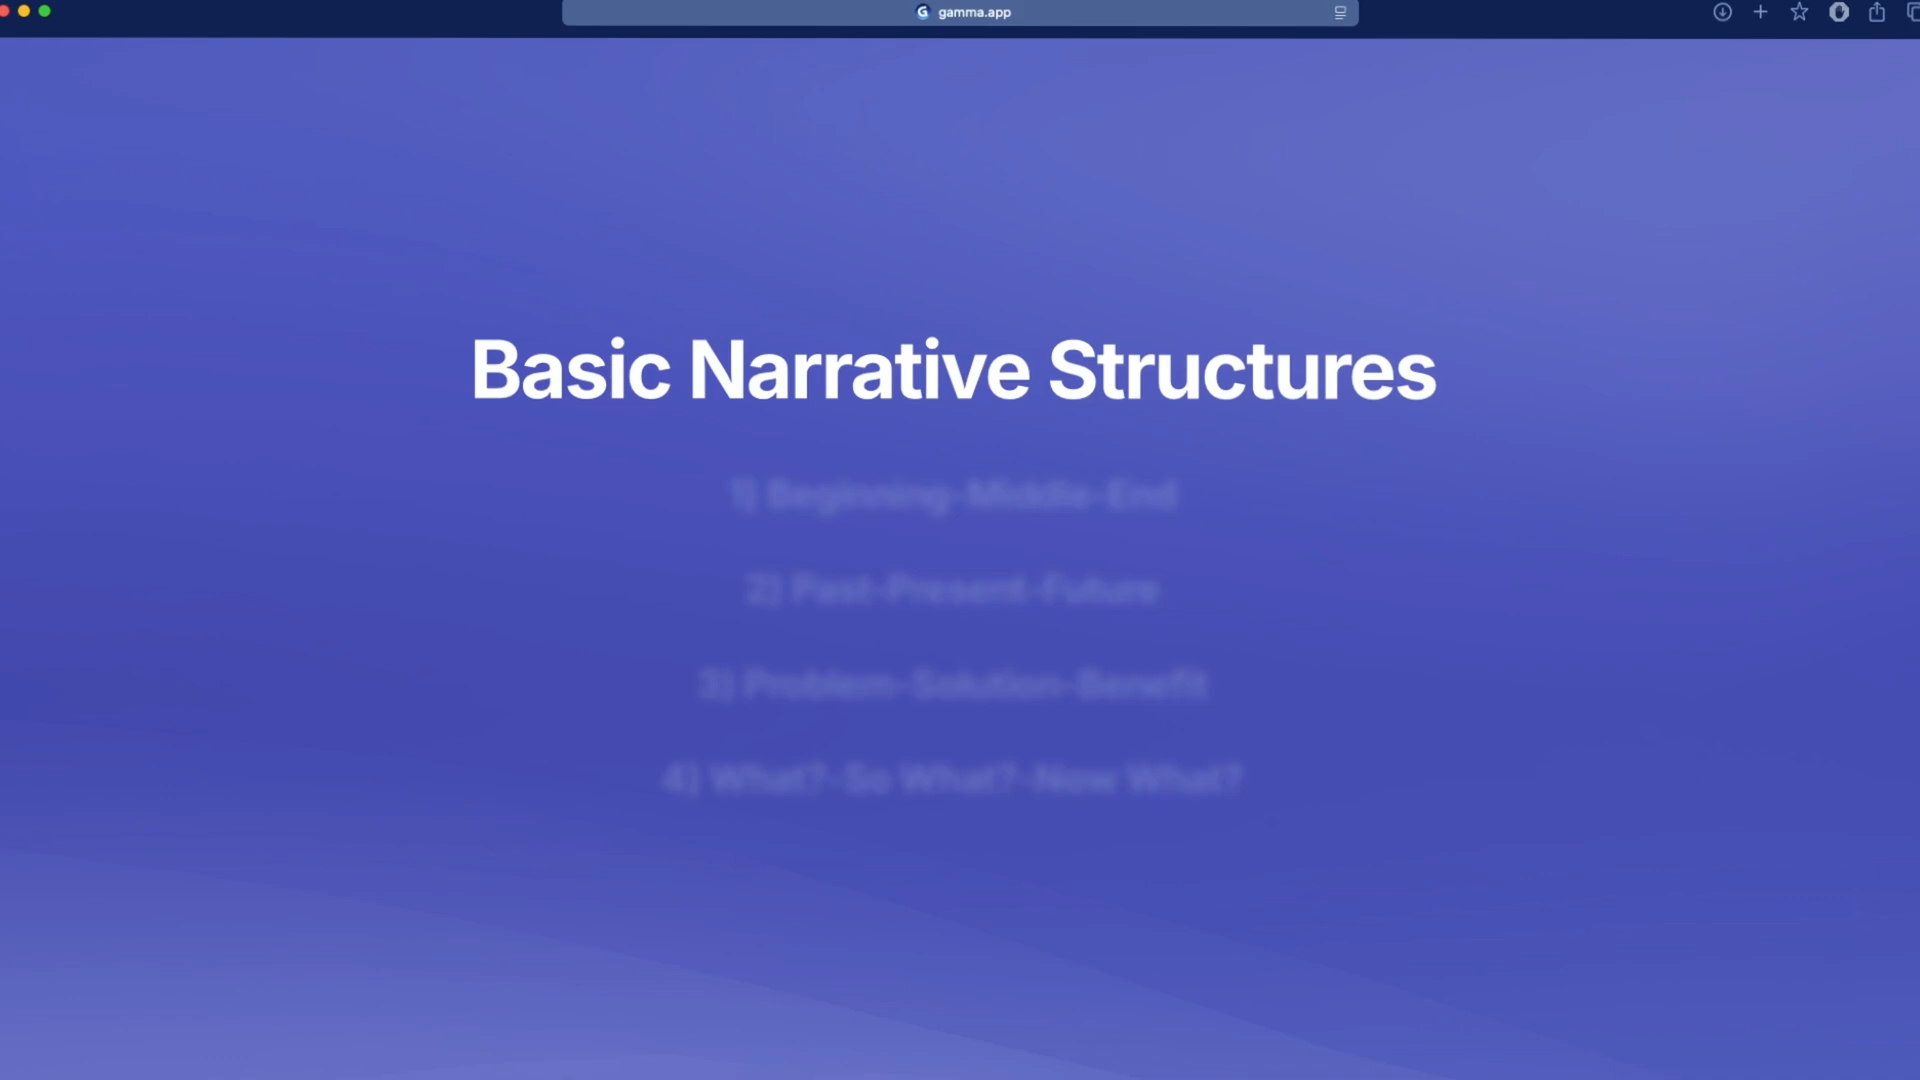 gamma.app
Basic Narrative Structures
1) Beginning-Middle-End
2) Past-Present-Future
3) Problem-Solution-Benefit
4) What?-So What?-Now What?